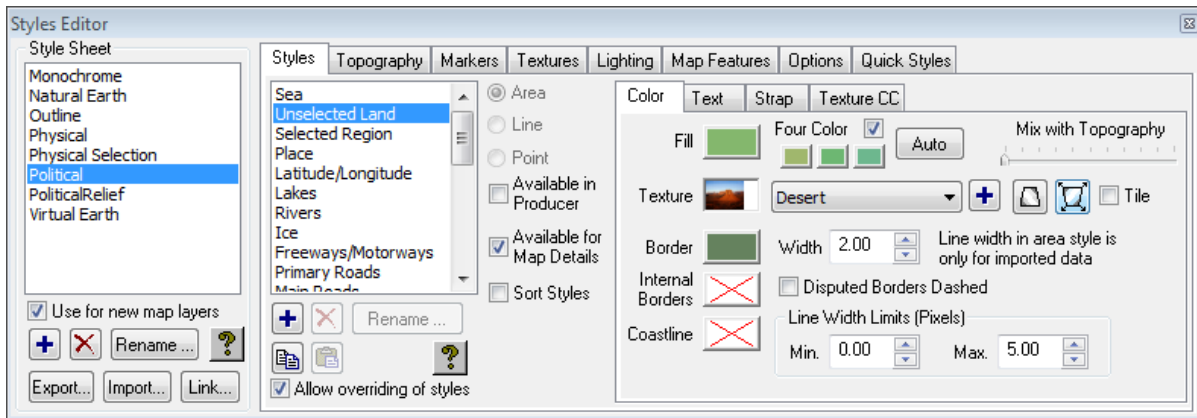 Styles Editor
Style Sheet
Monochrome
Natural Earth
Outline
Physical
Physical Selection
Political
PoliticalRelief
Virtual Earth
Use for new map layers
Rename ...
Export...
Import...
Link...
Styles
Topography
Markers
Textures
Lighting
Map Features
Options
Quick Styles
Sea
Unselected Land
Selected Region
Place
Latitude/Longitude
Lakes
Rivers
Ice
Freeways/Motorways
Primary Roads
Main Roads
Rename ...
Allow overriding of styles
Area
Line
Point
Available in
Producer
Available for
Map Details
Sort Styles
Color
Text
Strap
Texture CC
Fill
Four Color
Auto
Mix with Topography
Texture
Desert
Tile
Border
Width
2.00
Line width in area style is
only for imported data
Internal
Borders
Disputed Borders Dashed
Coastline
Line Width Limits (Pixels)
Min.
0.00
Max.
5.00